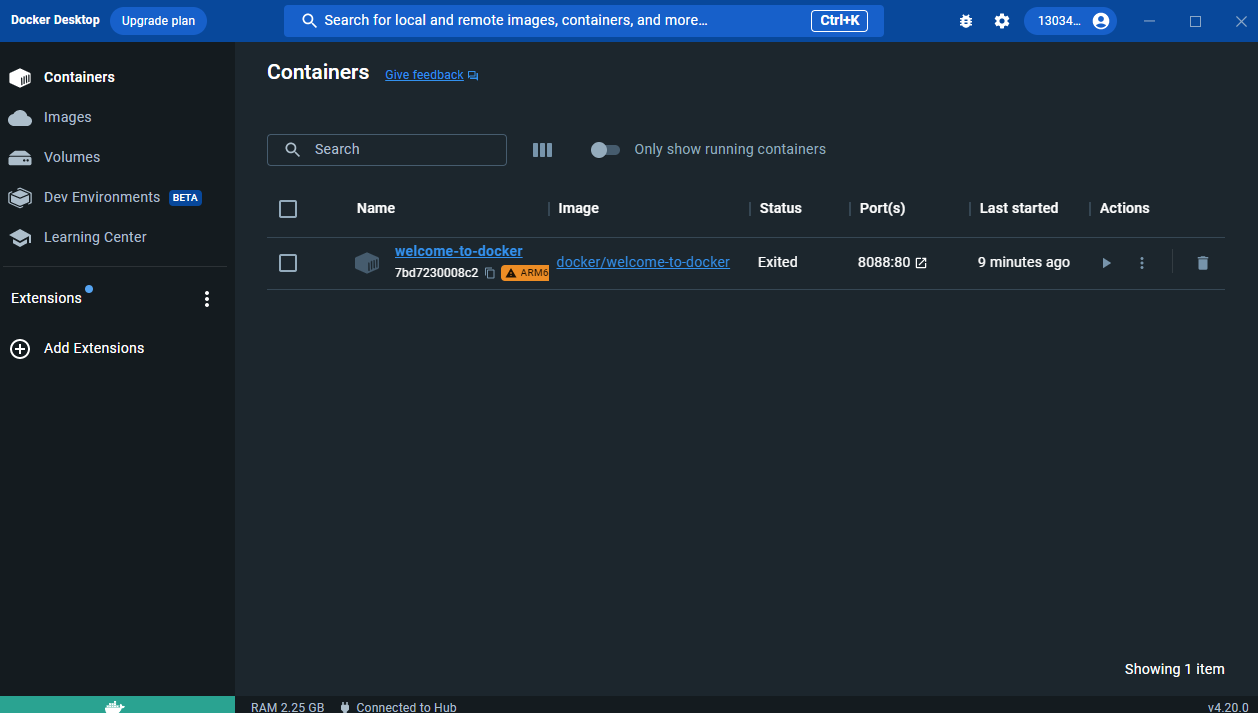 Docker Desktop Upgrade plan Search for local and remote images, containers, and more... Ctrl+K 13034...
Containers
Images
Volumes
Dev Environments BETA
Learning Center
Extensions
Add Extensions
Containers Give feedback
Search Only show running containers
Name Image Status Port(s) Last started Actions
welcome-to-docker docker/welcome-to-docker Exited 8088:80 9 minutes ago
7bd7230008c2 ARM6
Showing 1 item
RAM 2.25 GB Connected to Hub v4.20.0